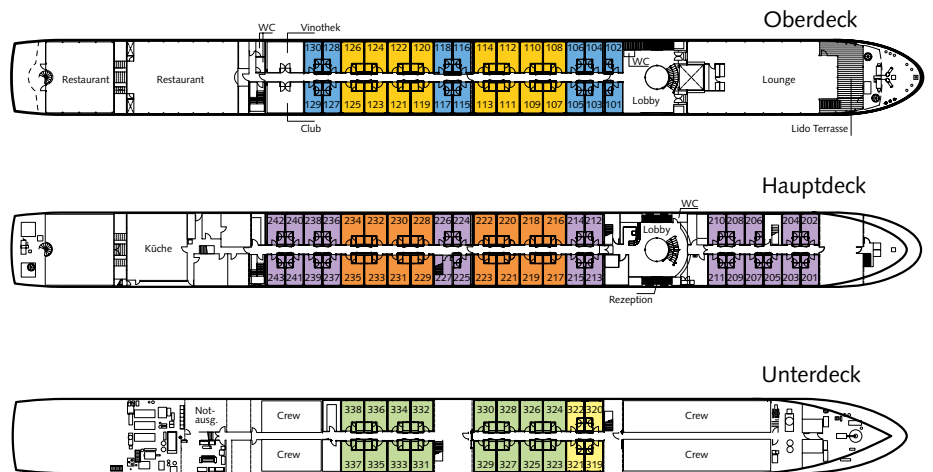 Oberdeck
WC Vinothek
130 128 126 124 122 120 118 116 114 112 110 108 106 104 102
WC
Restaurant Restaurant Lobby Lounge
129 127 125 123 121 119 117 115 113 111 109 107 105 103 101
Club Lido Terrasse
Hauptdeck
WC
242 240 238 236 234 232 230 228 226 224 222 220 218 216 214 212 Lobby 210 208 206 204 202
Küche
243 241 239 237 235 233 231 229 227 225 223 221 219 217 215 213 211 209 207 205 203 201
Rezeption
Unterdeck
Not-
ausg.
Crew 338 336 334 332 330 328 326 324 322 320 Crew
Crew 337 335 333 331 329 327 325 323 321 319 Crew